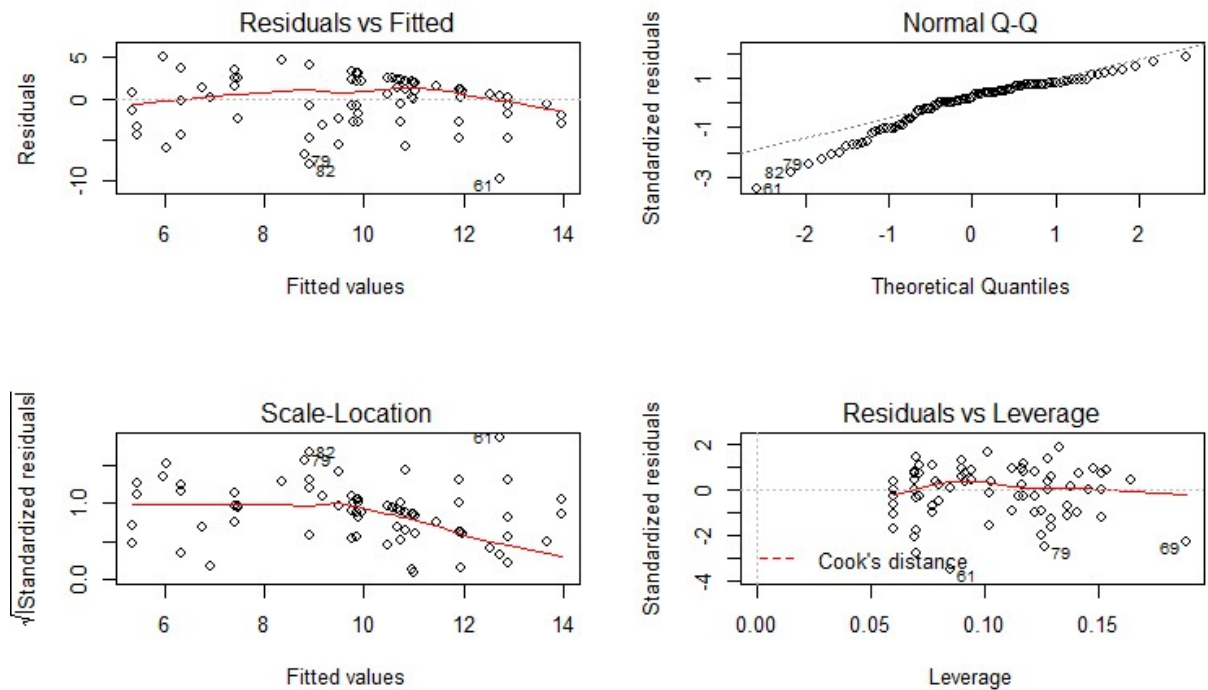 Residuals vs Fitted
Residuals
5
0
-10
79
82
61
6 8 10 12 14
Fitted values
Normal Q-Q
Standardized residuals
1
-1
-3
79
82
61
-2 -1 0 1 2
Theoretical Quantiles
Scale-Location
√|Standardized residuals|
1.0
0.0
82
79
61
6 8 10 12 14
Fitted values
Residuals vs Leverage
Standardized residuals
2
0
-2
-4
Cook's distance
61
79
69
0.00 0.05 0.10 0.15
Leverage